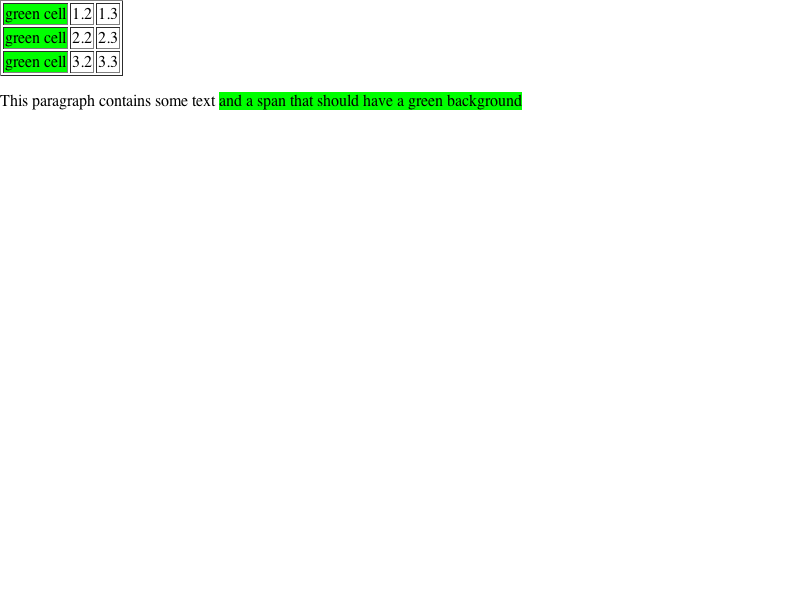 green cell 1.2 1.3
green cell 2.2 2.3
green cell 3.2 3.3
This paragraph contains some text and a span that should have a green background